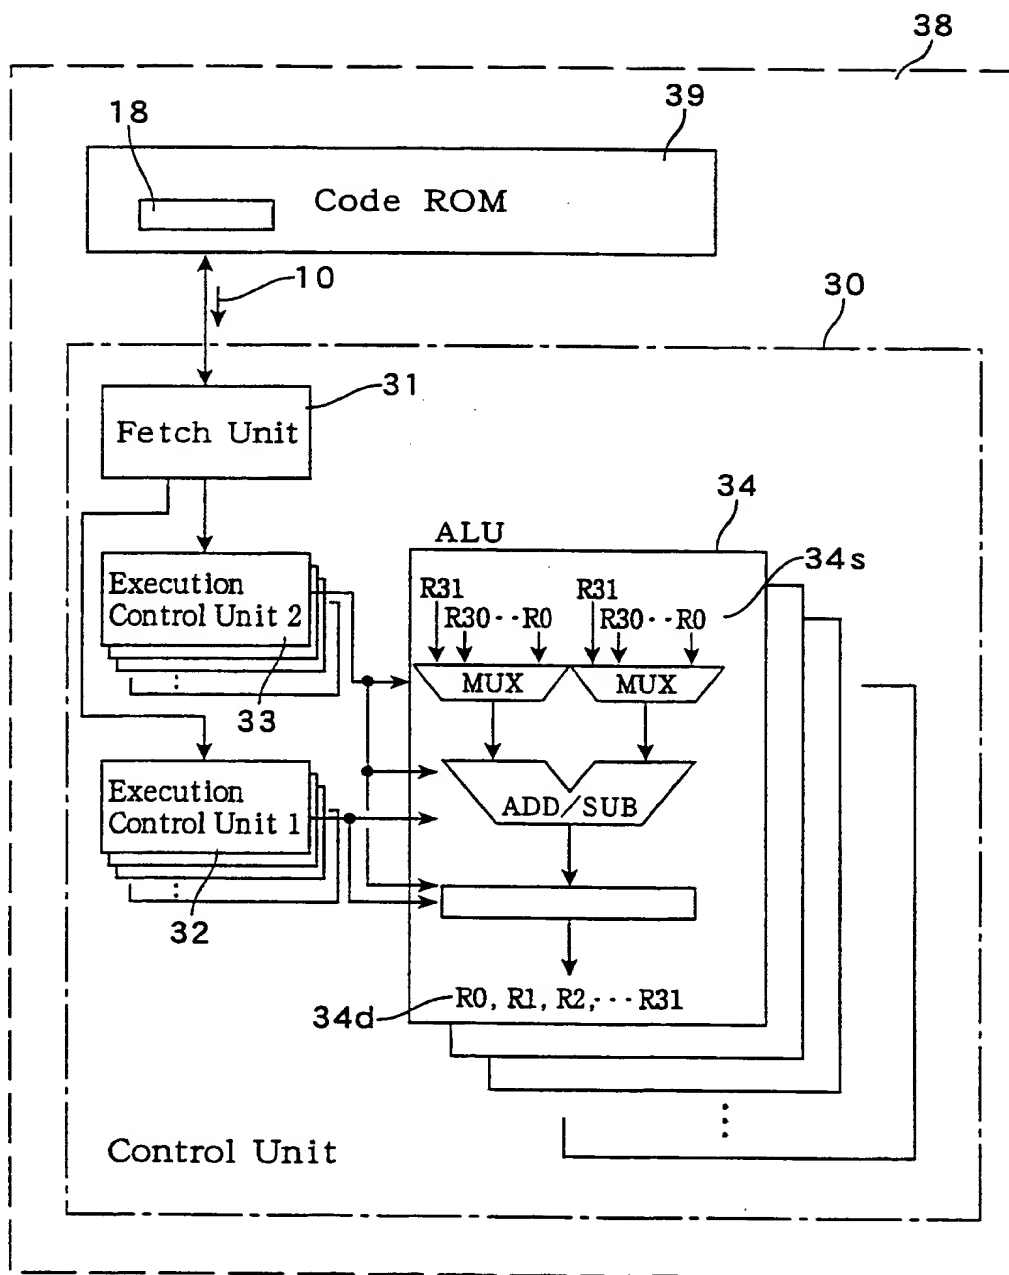 38
18
39
Code ROM
10
30
31
Fetch Unit
34
ALU
34s
Execution
Control Unit 2
R31
R30··R0
R31
R30··R0
MUX
MUX
33
Execution
Control Unit 1
ADD/SUB
32
34d
R0, R1, R2,···R31
Control Unit